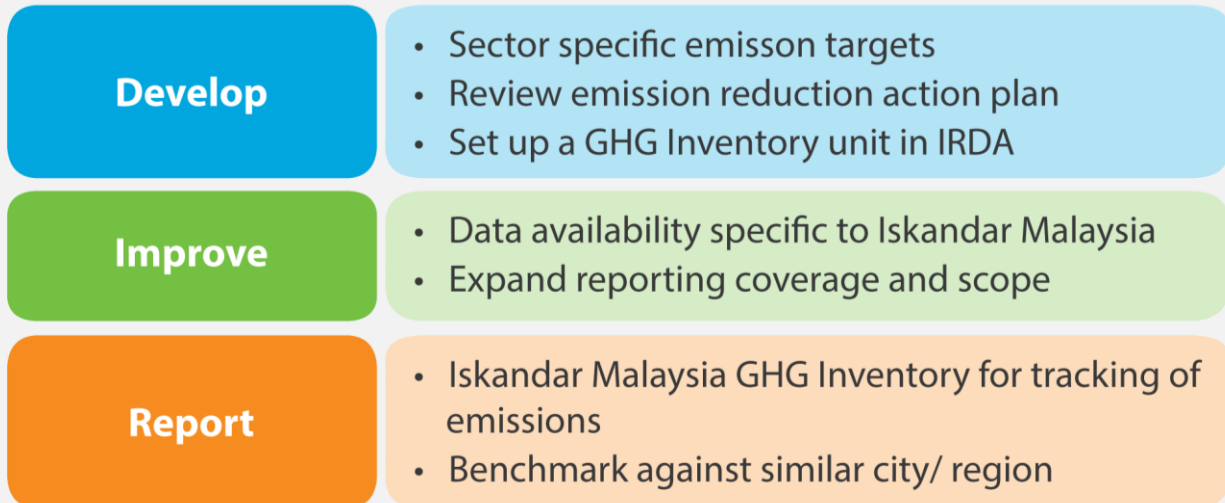 Develop
• Sector specific emisson targets
• Review emission reduction action plan
• Set up a GHG Inventory unit in IRDA
Improve
• Data availability specific to Iskandar Malaysia
• Expand reporting coverage and scope
Report
• Iskandar Malaysia GHG Inventory for tracking of
emissions
• Benchmark against similar city/ region